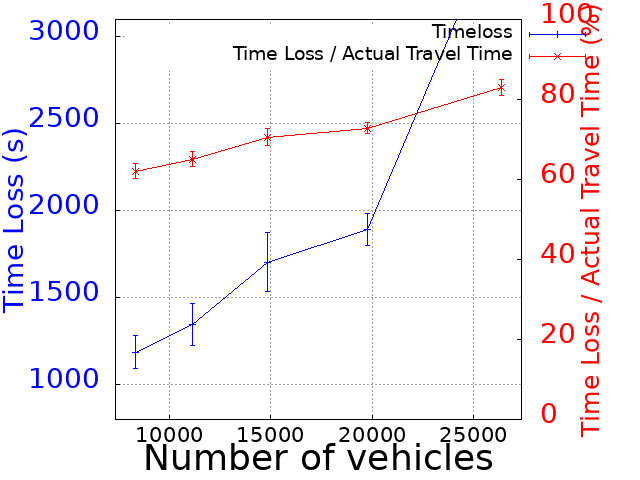 Timeloss
Time Loss / Actual Travel Time
Time Loss (s)
3000
2500
2000
1500
1000
100
80
60
40
20
0
Time Loss / Actual Travel Time (%)
10000 15000 20000 25000
Number of vehicles